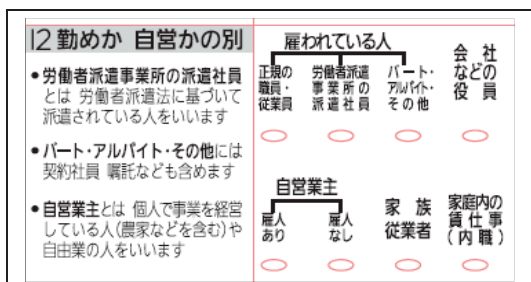 12 勤めか 自営かの別
●労働者派遣事業所の派遣社員
とは 労働者派遣法に基づいて
派遣されている人をいいます
●パート・アルバイト・その他には
契約社員 嘱託なども含めます
●自営業主とは 個人で事業を経営
している人(農家などを含む)や
自由業の人をいいます
雇われている人
正規の
職員・
従業員
労働者派遣
事業所の
派遣社員
パート・
アルバイト・
その他
会社
などの
役員
自営業主
雇人
あり
雇人
なし
家族
従業者
家庭内の
賃仕事
(内職)